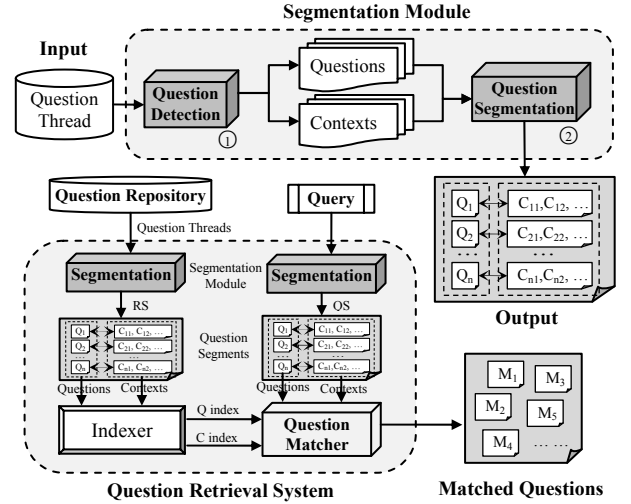 Segmentation Module
Input
Question
Thread
Question
Detection
1
Questions
Contexts
Question
Segmentation
2
Q1
C11,C12, …
Q2
C21,C22, …
…
…
Qn
Cn1,Cn2, …
Output
Question Repository
Query
Question Threads
Segmentation
Segmentation
Module
Segmentation
RS
QS
Q1
C11, C12, …
Q2
C21, C22, …
…
Qn
Cn1, Cn2, …
Question
Segments
Q1
C11, C12, …
Q2
C21, C22, …
…
Qn
Cn1, Cn2, …
Questions
Contexts
Questions
Contexts
Indexer
Q index
C index
Question
Matcher
M1
M3
M2
M5
M4
… …
Question Retrieval System
Matched Questions